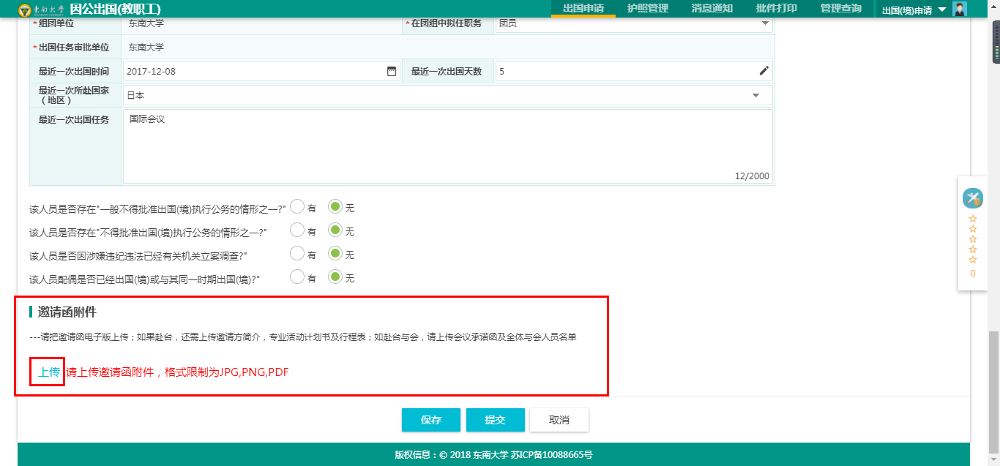 东南大学 因公出国(教职工) 出国申请 护照管理 消息通知 批件打印 管理查询 出国(境)申请
*组团单位 东南大学 *在团组中拟任职务 团员
*出国任务审批单位 东南大学
最近一次出国时间 2017-12-08 最近一次出国天数 5
最近一次所赴国家 日本
（地区）
最近一次出国任务 国际会议
12/2000
该人员是否存在"一般不得批准出国(境)执行公务的情形之一?" 有 无
该人员是否存在"不得批准出国(境)执行公务的情形之一?" 有 无
该人员是否因涉嫌违纪违法已经有关机关立案调查?" 有 无
该人员配偶是否已经出国(境)或与其同一时期出国(境)?" 有 无
0
邀请函附件
---请把邀请函电子版上传；如果赴台，还需上传邀请方简介，专业活动计划书及行程表；如赴台与会，请上传会议承诺函及全体与会人员名单
上传 请上传邀请函附件，格式限制为JPG,PNG,PDF
保存 提交 取消
版权信息：© 2018 东南大学 苏ICP备10088665号